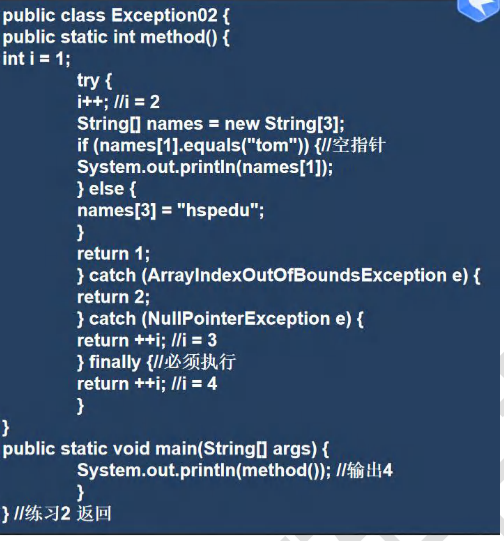 public class Exception02 {
public static int method() {
int i = 1;
try {
i++; //i = 2
String[] names = new String[3];
if (names[1].equals("tom")) {//空指针
System.out.println(names[1]);
} else {
names[3] = "hspedu";
}
return 1;
} catch (ArrayIndexOutOfBoundsException e) {
return 2;
} catch (NullPointerException e) {
return ++i; //i = 3
} finally {//必须执行
return ++i; //i = 4
}
}
public static void main(String[] args) {
System.out.println(method()); //输出4
}
} //练习2 返回